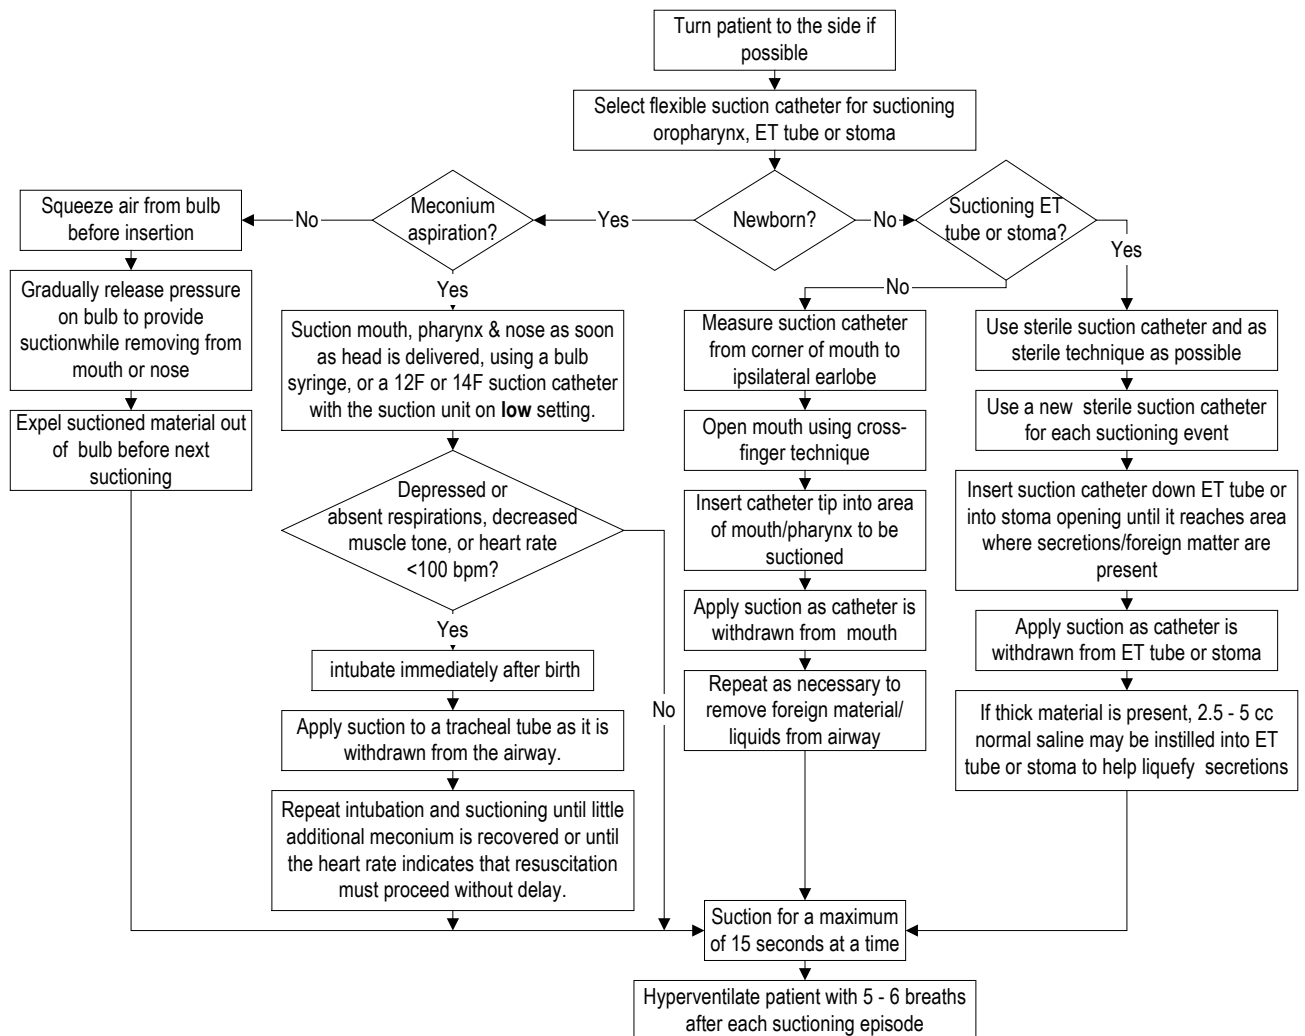 Turn patient to the side if
possible
Select flexible suction catheter for suctioning
oropharynx, ET tube or stoma
Newborn?
Yes
No
Meconium
aspiration?
No
Yes
Squeeze air from bulb
before insertion
Gradually release pressure
on bulb to provide
suctionwhile removing from
mouth or nose
Expel suctioned material out
of bulb before next
suctioning
Suction mouth, pharynx & nose as soon
as head is delivered, using a bulb
syringe, or a 12F or 14F suction catheter
with the suction unit on low setting.
Depressed or
absent respirations, decreased
muscle tone, or heart rate
<100 bpm?
Yes
No
intubate immediately after birth
Apply suction to a tracheal tube as it is
withdrawn from the airway.
Repeat intubation and suctioning until little
additional meconium is recovered or until
the heart rate indicates that resuscitation
must proceed without delay.
Suctioning ET
tube or stoma?
No
Yes
Measure suction catheter
from corner of mouth to
ipsilateral earlobe
Open mouth using cross-
finger technique
Insert catheter tip into area
of mouth/pharynx to be
suctioned
Apply suction as catheter is
withdrawn from mouth
Repeat as necessary to
remove foreign material/
liquids from airway
Use sterile suction catheter and as
sterile technique as possible
Use a new sterile suction catheter
for each suctioning event
Insert suction catheter down ET tube or
into stoma opening until it reaches area
where secretions/foreign matter are
present
Apply suction as catheter is
withdrawn from ET tube or stoma
If thick material is present, 2.5 - 5 cc
normal saline may be instilled into ET
tube or stoma to help liquefy secretions
Suction for a maximum
of 15 seconds at a time
Hyperventilate patient with 5 - 6 breaths
after each suctioning episode